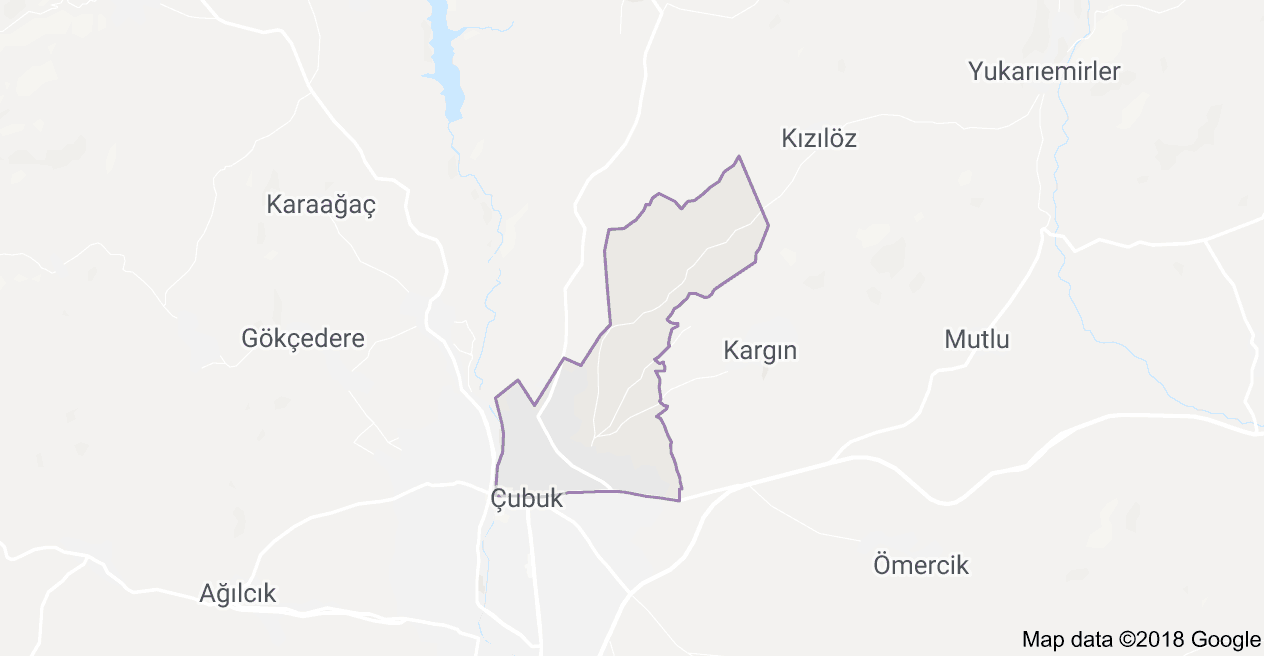 Yukarıemirler
Kızılöz
Karaağaç
Gökçedere
Kargın
Mutlu
Çubuk
Ömercik
Ağılcık
Map data ©2018 Google